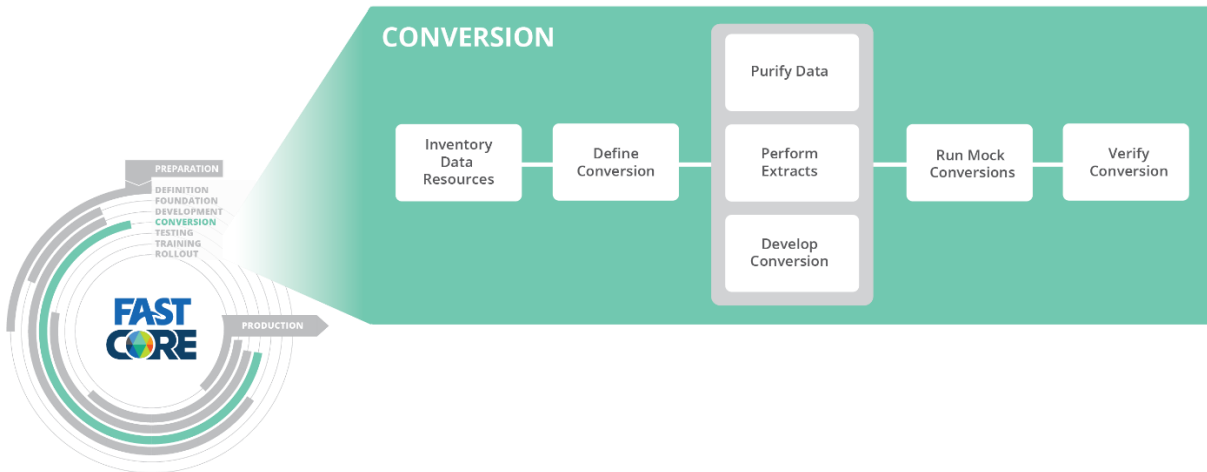 CONVERSION
Inventory
Data
Resources
Define
Conversion
Purify Data
Perform
Extracts
Develop
Conversion
Run Mock
Conversions
Verify
Conversion
PREPARATION
DEFINITION
FOUNDATION
DEVELOPMENT
CONVERSION
TESTING
TRAINING
ROLLOUT
FAST
CORE
PRODUCTION